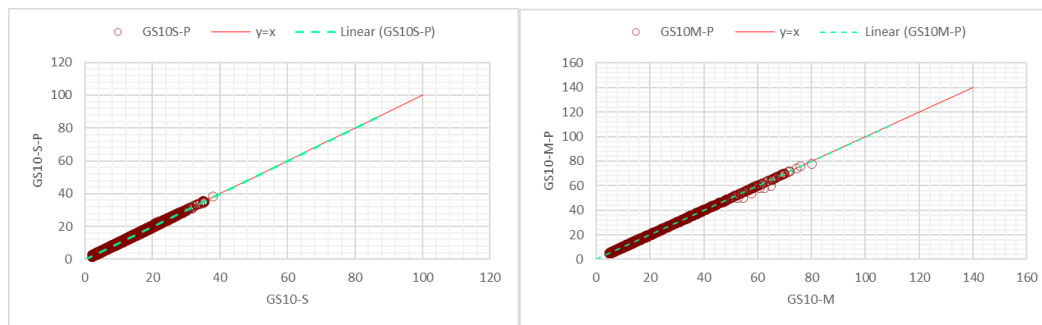 GS10S-P y=x Linear (GS10S-P)
120
100
80
60
40
20
0
0 20 40 60 80 100 120
GS10-S-P
GS10-S
GS10M-P y=x Linear (GS10M-P)
160
140
120
100
80
60
40
20
0
0 20 40 60 80 100 120 140 160
GS10-M-P
GS10-M